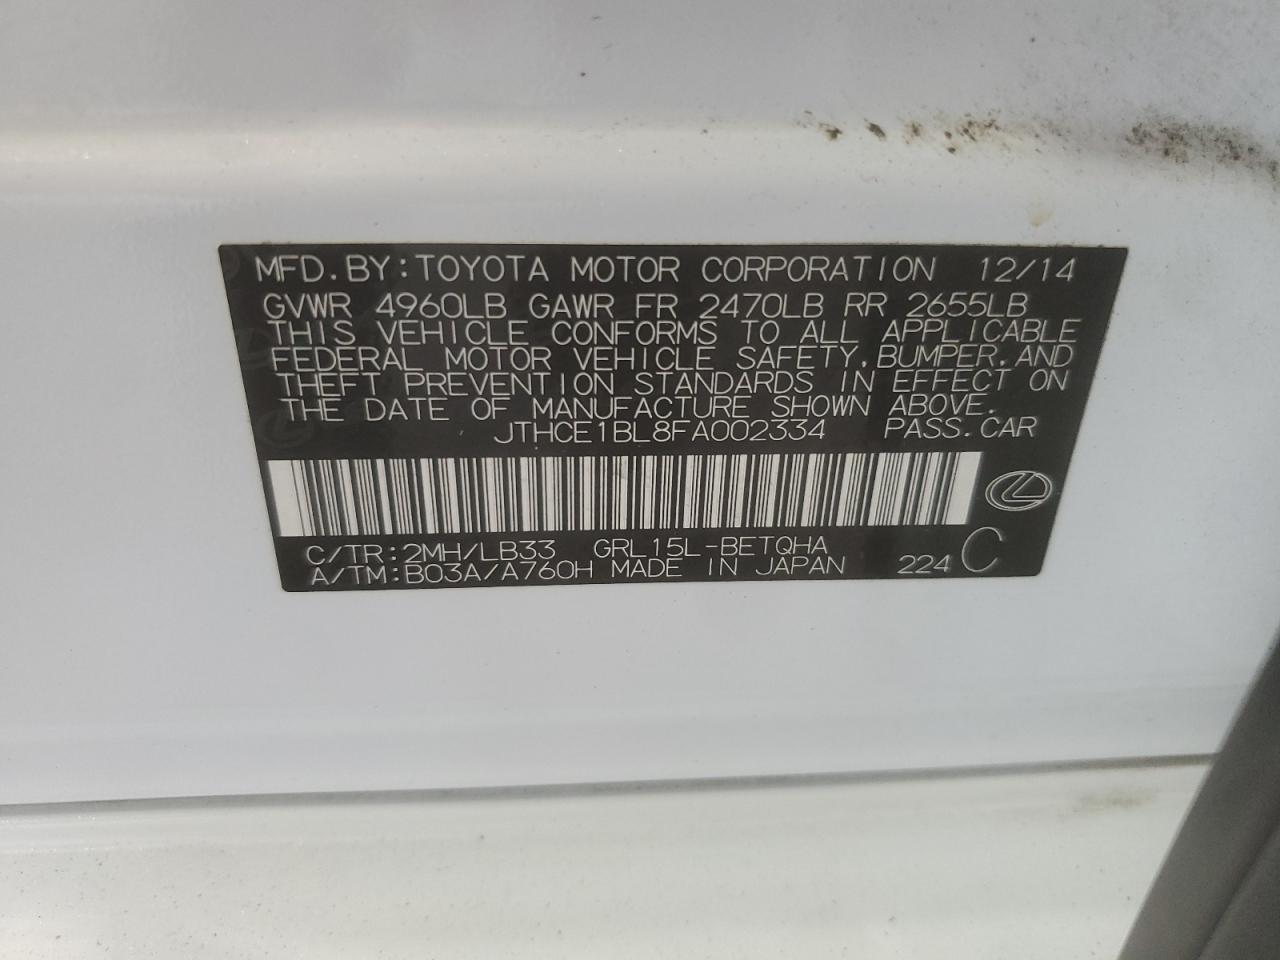 MFD.BY:TOYOTA MOTOR CORPORATION 12/14
GVWR 4960LB GAWR FR 2470LB RR 2655LB
THIS VEHICLE CONFORMS TO ALL APPLICABLE
FEDERAL MOTOR VEHICLE SAFETY,BUMPER,AND
THEFT PREVENTION STANDARDS IN EFFECT ON
THE DATE OF MANUFACTURE SHOWN ABOVE.
JTHCE1BL8FA002334 PASS.CAR
C/TR:2MH/LB33 GRL15L-BETQHA
A/TM:B03A/A760H MADE IN JAPAN 224 C